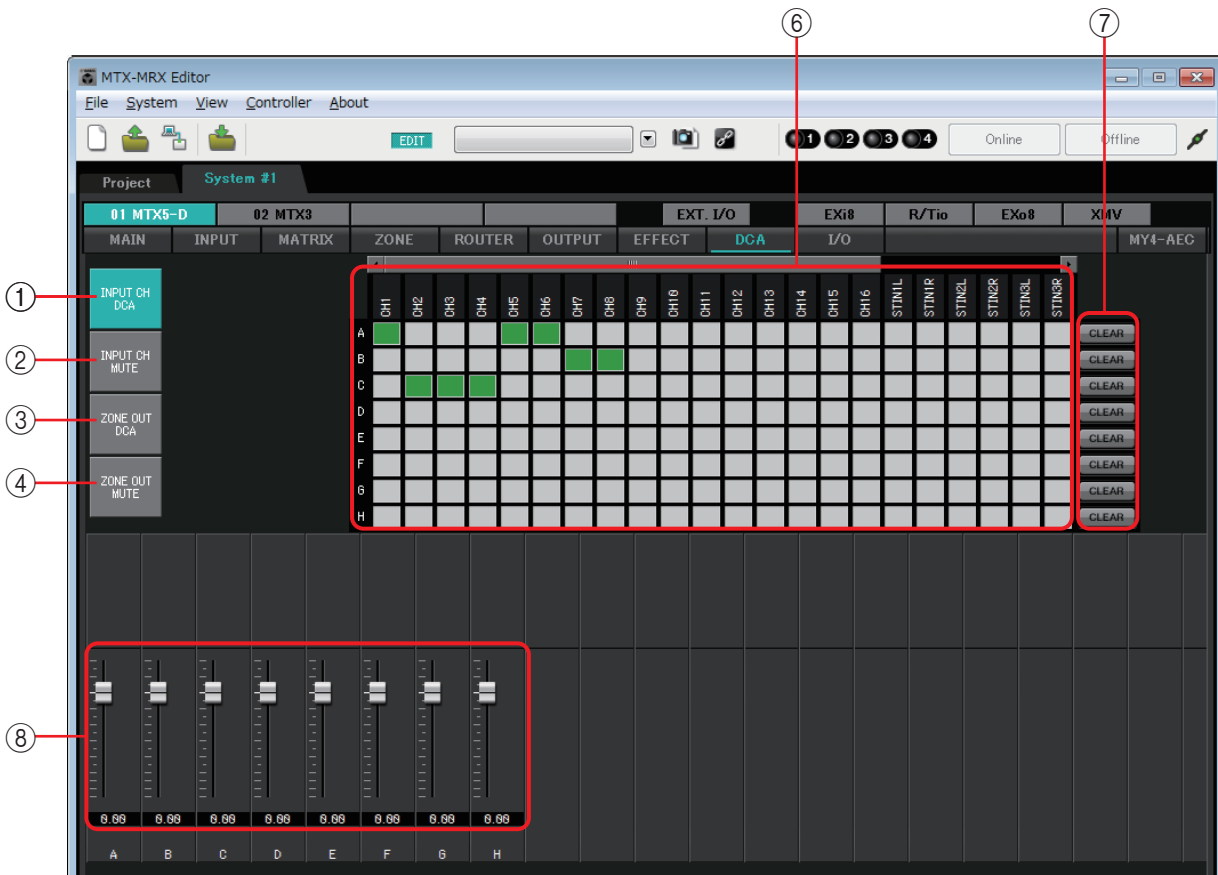 ⑥ ⑦
MTX-MRX Editor
File System View Controller About
EDIT 1 2 3 4 Online Offline
Project System #1
01 MTX5-D 02 MTX3 EXT. I/O EXi8 R/Tio EXo8 XMV
MAIN INPUT MATRIX ZONE ROUTER OUTPUT EFFECT DCA I/O MY4-AEC
CH1 CH2 CH3 CH4 CH5 CH6 CH7 CH8 CH9 CH10 CH11 CH12 CH13 CH14 CH15 CH16 STIN1L STIN1R STIN2L STIN2R STIN3L STIN3R
① INPUT CH
DCA
② INPUT CH
MUTE
③ ZONE OUT
DCA
④ ZONE OUT
MUTE
A CLEAR
B CLEAR
C CLEAR
D CLEAR
E CLEAR
F CLEAR
G CLEAR
H CLEAR
⑧
0.00 0.00 0.00 0.00 0.00 0.00 0.00 0.00
A B C D E F G H